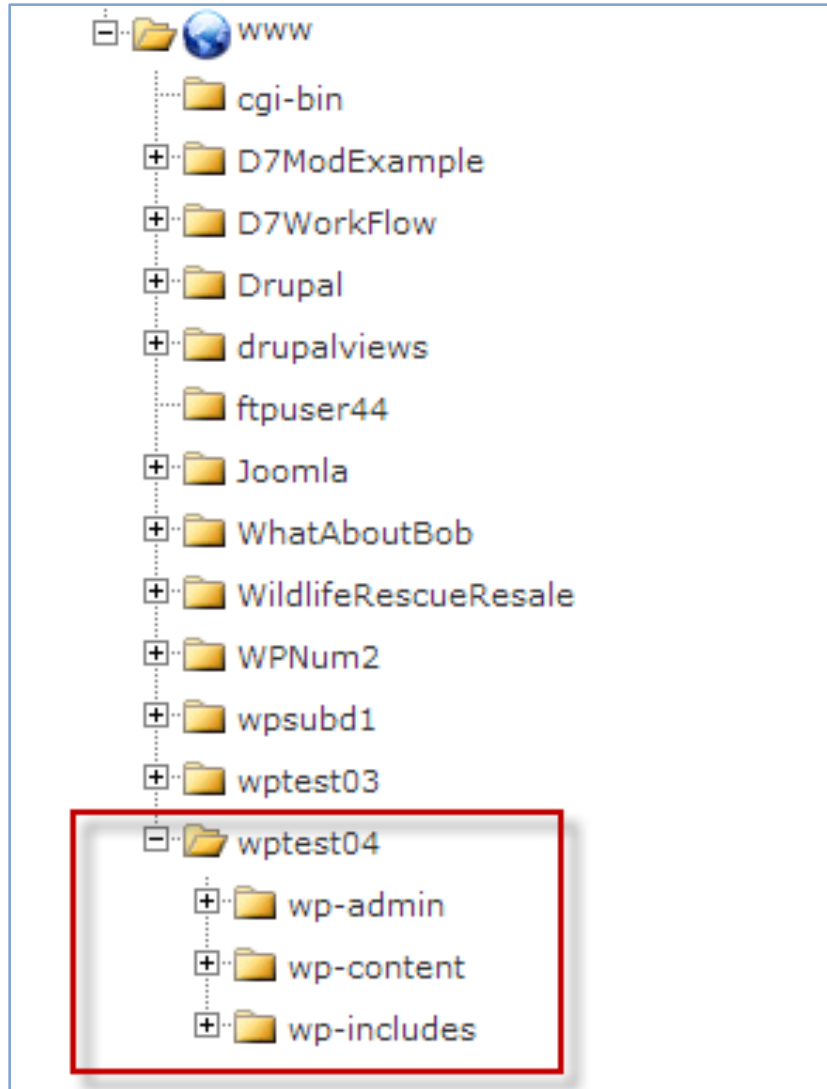 www
cgi-bin
D7ModExample
D7WorkFlow
Drupal
drupalviews
ftpuser44
Joomla
WhatAboutBob
WildlifeRescueResale
WPNum2
wpsubd1
wptest03
wptest04
wp-admin
wp-content
wp-includes